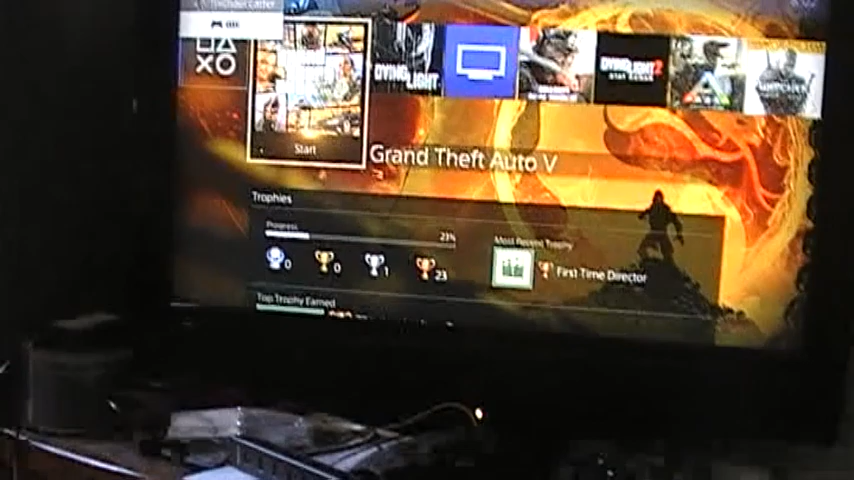 Start
Grand Theft Auto V
DYING LIGHT
DYING LIGHT 2
Trophies
Progress
23%
0
0
1
23
Most Recent Trophy
First Time Director
Top Trophy Earned